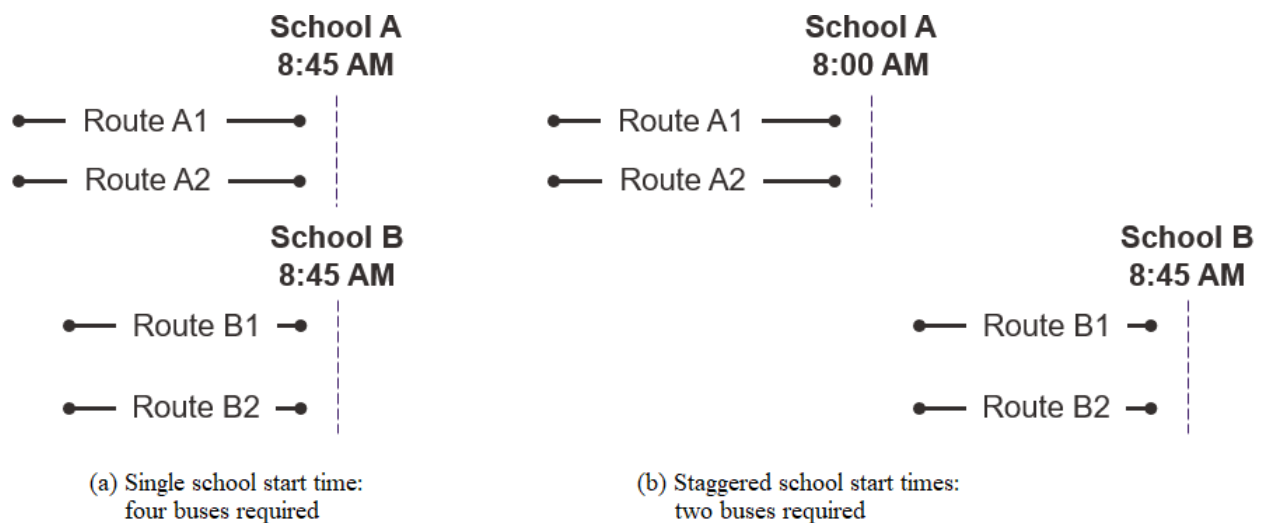 School A
8:45 AM
Route A1
Route A2
School B
8:45 AM
Route B1
Route B2
(a) Single school start time:
four buses required
School A
8:00 AM
Route A1
Route A2
School B
8:45 AM
Route B1
Route B2
(b) Staggered school start times:
two buses required